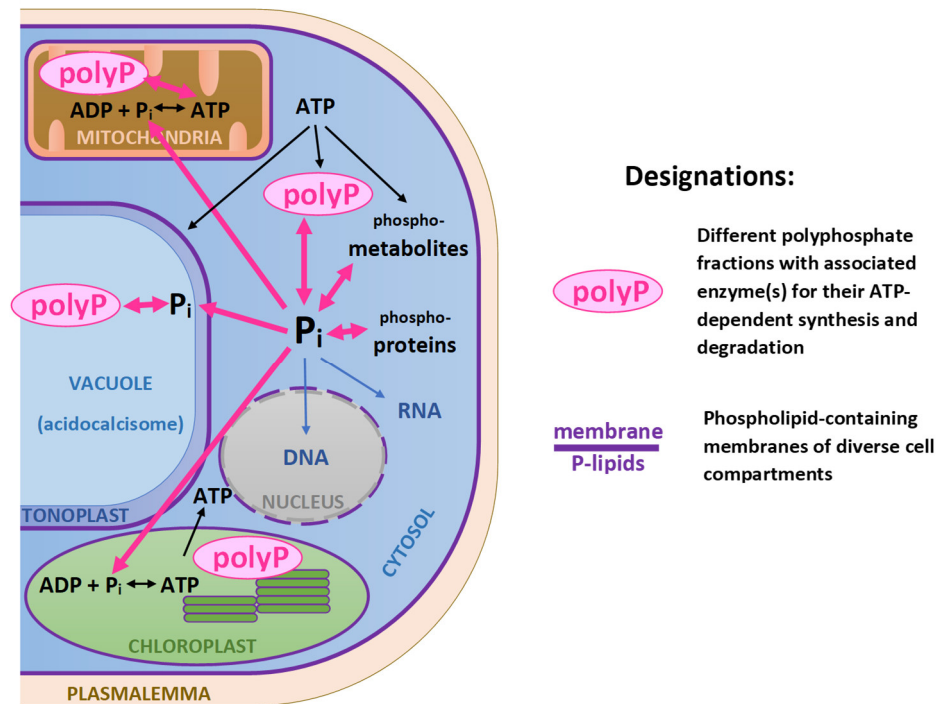 polyP
ADP + Pi ↔ ATP
MITOCHONDRIA
ATP
polyP
phospho-
metabolites
polyP ↔ Pi
Pi
phospho-
proteins
VACUOLE
(acidocalcisome)
RNA
DNA
NUCLEUS
ATP
TONOPLAST
CYTOSOL
polyP
ADP + Pi ↔ ATP
CHLOROPLAST
PLASMALEMMA
Designations:
polyP
Different polyphosphate
fractions with associated
enzyme(s) for their ATP-
dependent synthesis and
degradation
membrane
P-lipids
Phospholipid-containing
membranes of diverse cell
compartments